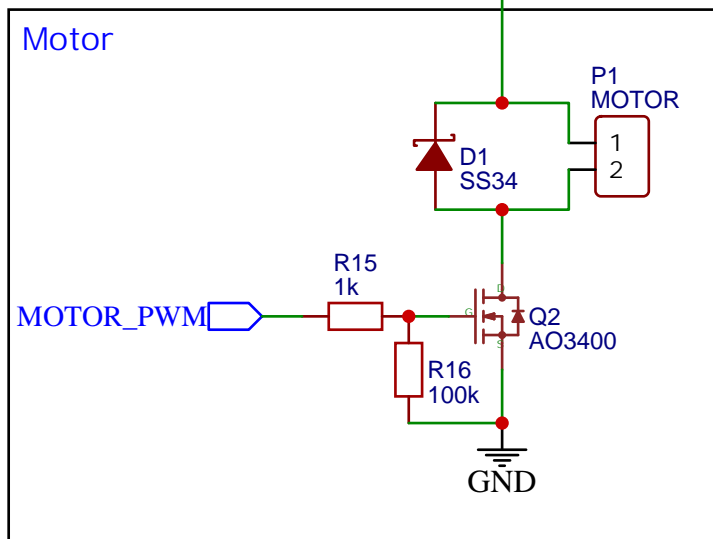 Motor
P1
MOTOR
1
2
D1
SS34
R15
1k
MOTOR_PWM
D
G
S
Q2
AO3400
R16
100k
GND